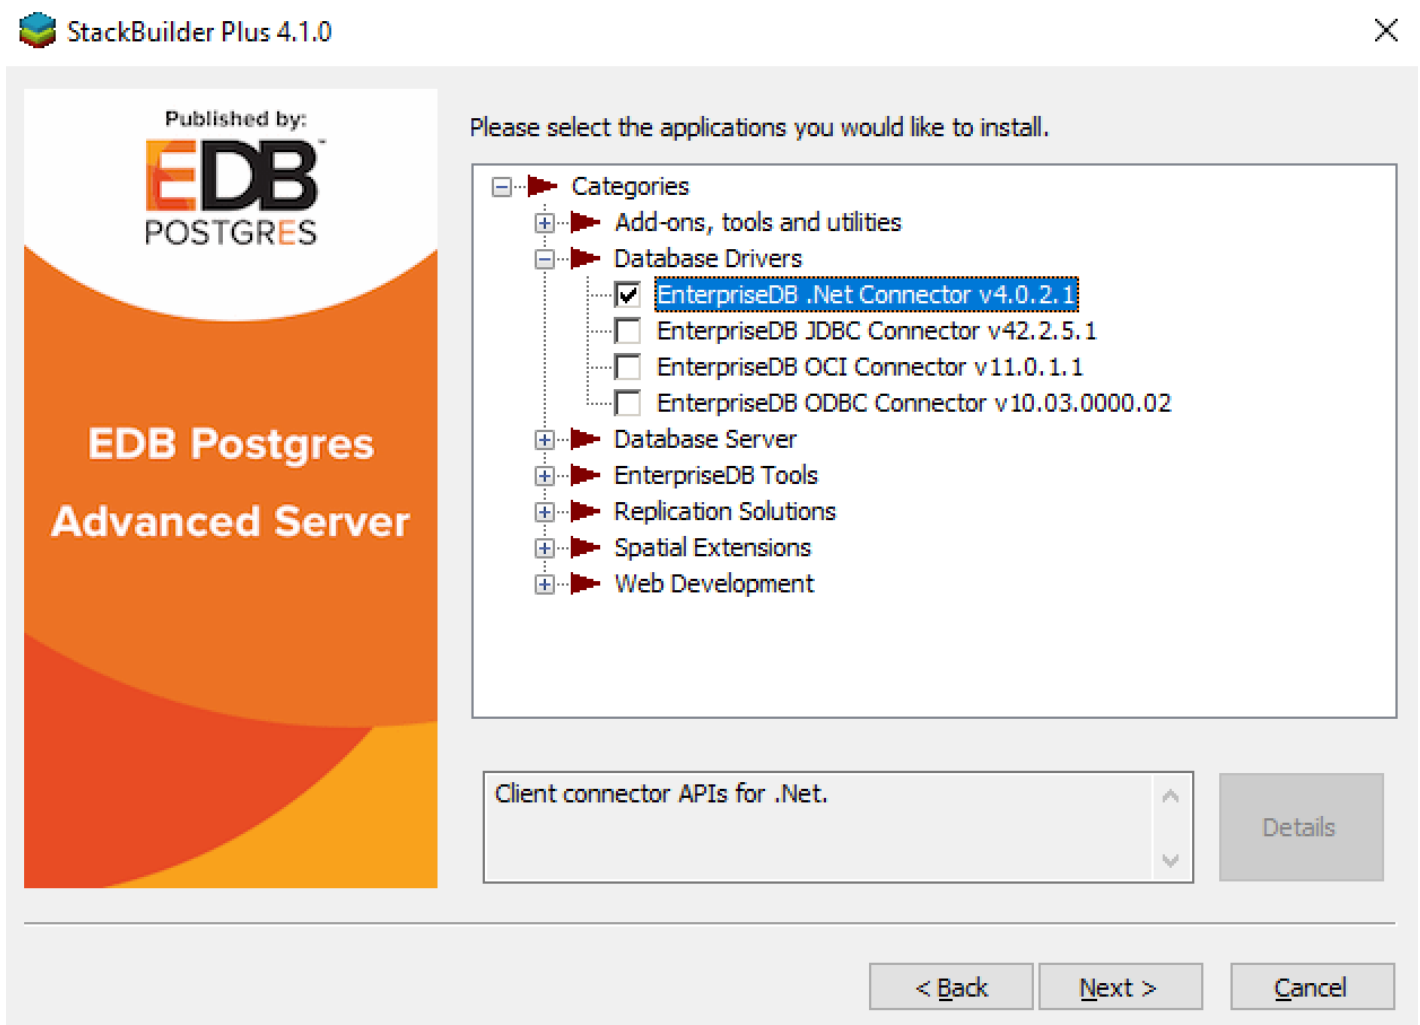 StackBuilder Plus 4.1.0
Published by:
EDB™
POSTGRES
EDB Postgres
Advanced Server
Please select the applications you would like to install.
Categories
Add-ons, tools and utilities
Database Drivers
EnterpriseDB .Net Connector v4.0.2.1
EnterpriseDB JDBC Connector v42.2.5.1
EnterpriseDB OCI Connector v11.0.1.1
EnterpriseDB ODBC Connector v10.03.0000.02
Database Server
EnterpriseDB Tools
Replication Solutions
Spatial Extensions
Web Development
Client connector APIs for .Net.
Details
< Back
Next >
Cancel